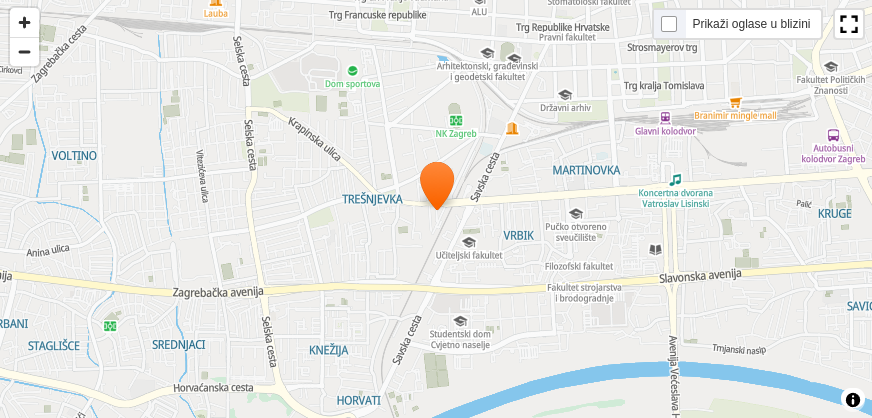 Lauba
Trg Francuske republike
ALU
Stomatološki fakultet
Trg Republike Hrvatske
Pravni fakultet
Prikaži oglase u blizini
Zagrebačka cesta
Selska cesta
Strosmayerov trg
Arhitektonski, građevinski
i geodetski fakultet
Fakultet Političkih
Znanosti
Dom sportova
Trg kralja Tomislava
Državni arhiv
Branimir mingle mall
Krapinska ulica
Selska cesta
NK Zagreb
Glavni kolodvor
Autobusni
kolodvor Zagreb
VOLTINO
Vitezićeva ulica
Savska cesta
MARTINOVKA
TREŠNJEVKA
Koncertna dvorana
Vatroslav Lisinski
Palić
KRUGE
Pučko otvoreno
sveučilište
VRBIK
Anina ulica
Učiteljski fakultet
Filozofski fakultet
Slavonska avenija
Zagrebačka avenija
Fakultet strojarstva
i brodogradnje
Studentski dom
Cvjetno naselje
Savska cesta
Selska cesta
STAGLIŠĆE
SREDNJACI
KNEŽIJA
Trnjanski nasip
Avenija Većeslava
Horvaćanska cesta
HORVATI